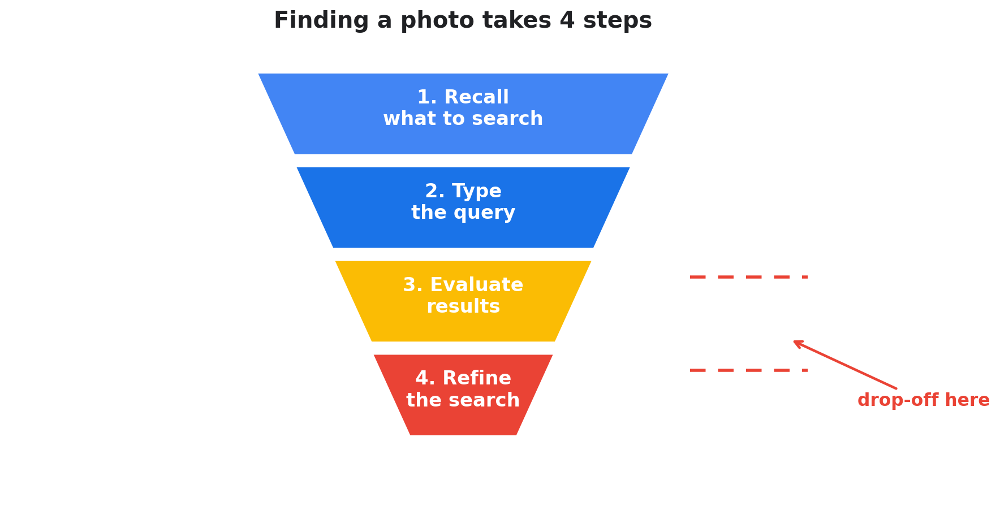 Finding a photo takes 4 steps
1. Recall
what to search
2. Type
the query
3. Evaluate
results
4. Refine
the search
drop-off here